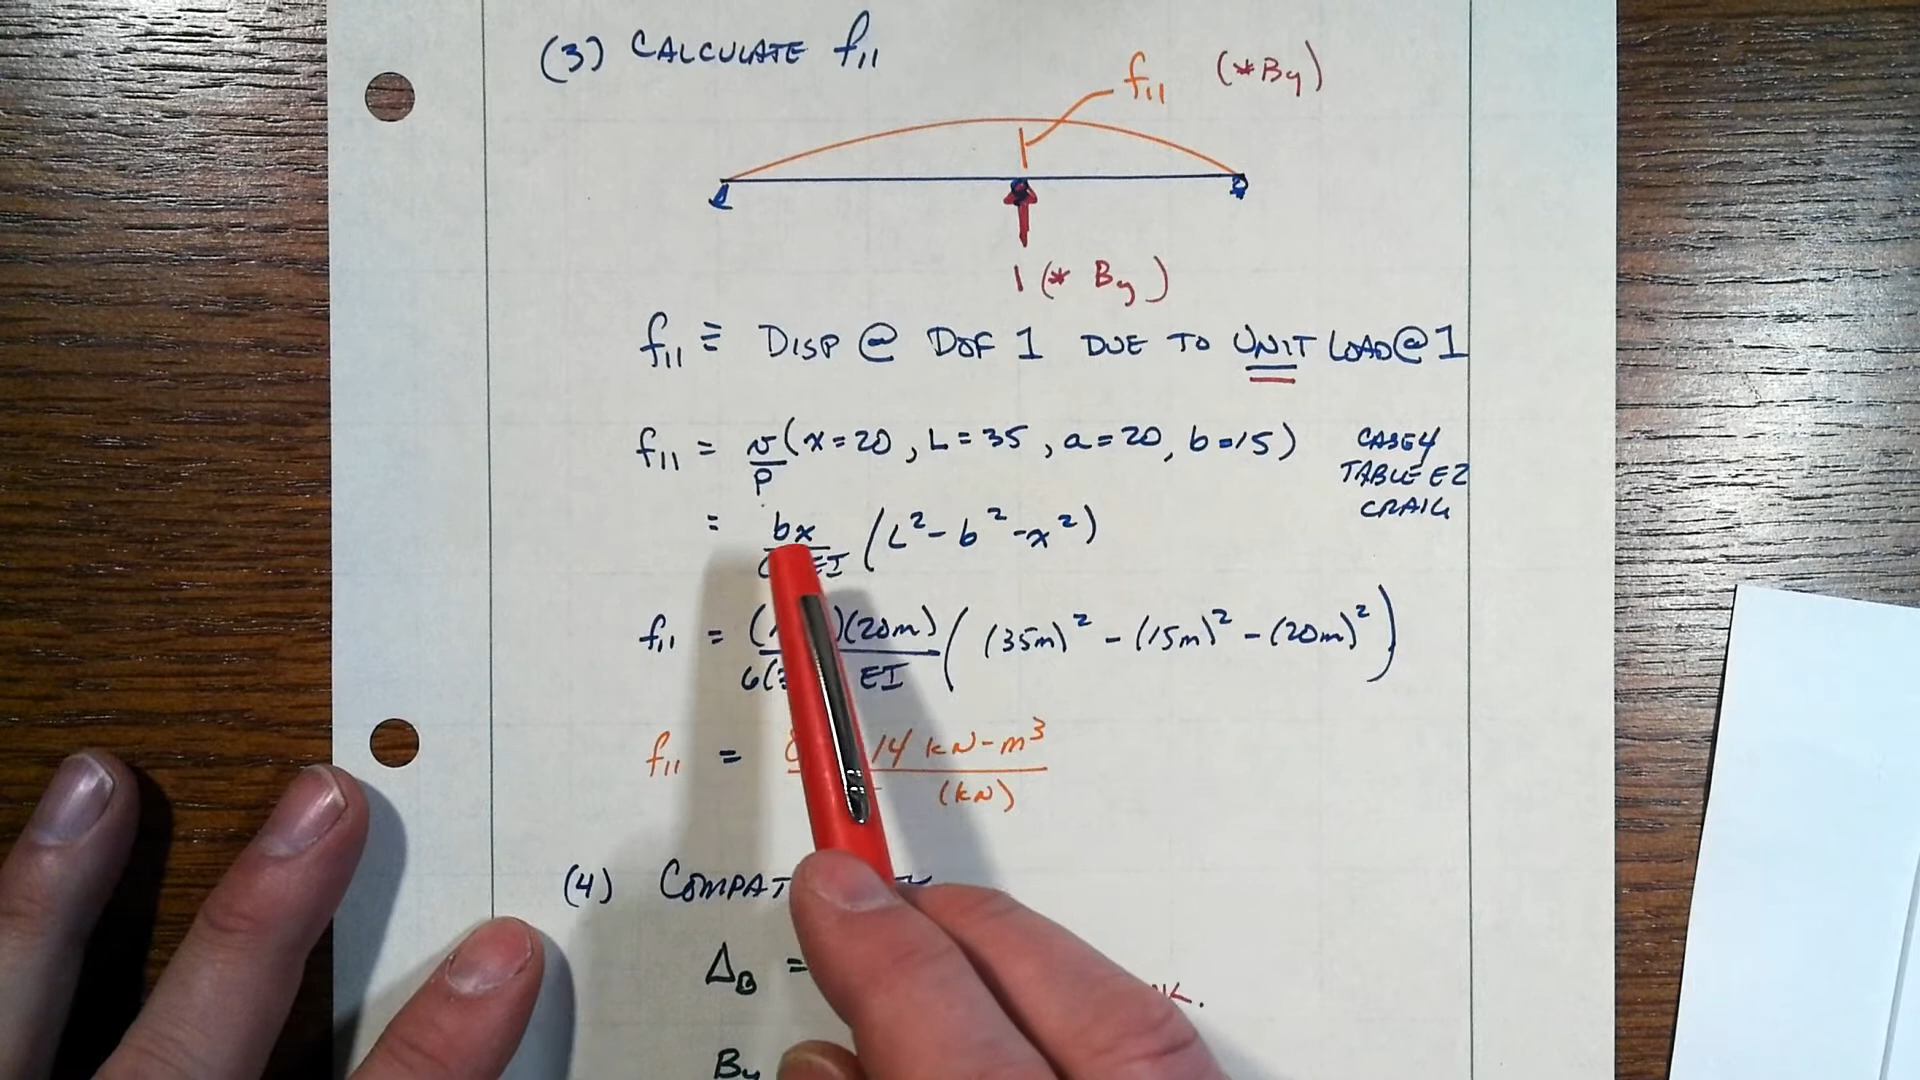 (3) CALCULATE f11
f11 (*By)
1 (* By)
f11 ≡ DISP @ DOF 1 DUE TO UNIT LOAD @ 1
f11 = v/P (x=20, L=35, a=20, b=15)
CASE 4
TABLE E2
CRAIG
= bx/ EI (L² - b² - x²)
f11 = ( )(20m)/6( EI ( (35m)² - (15m)² - (20m)² )
f11 = 14 kN-m³/(kN)
(4)
ΔB =
By